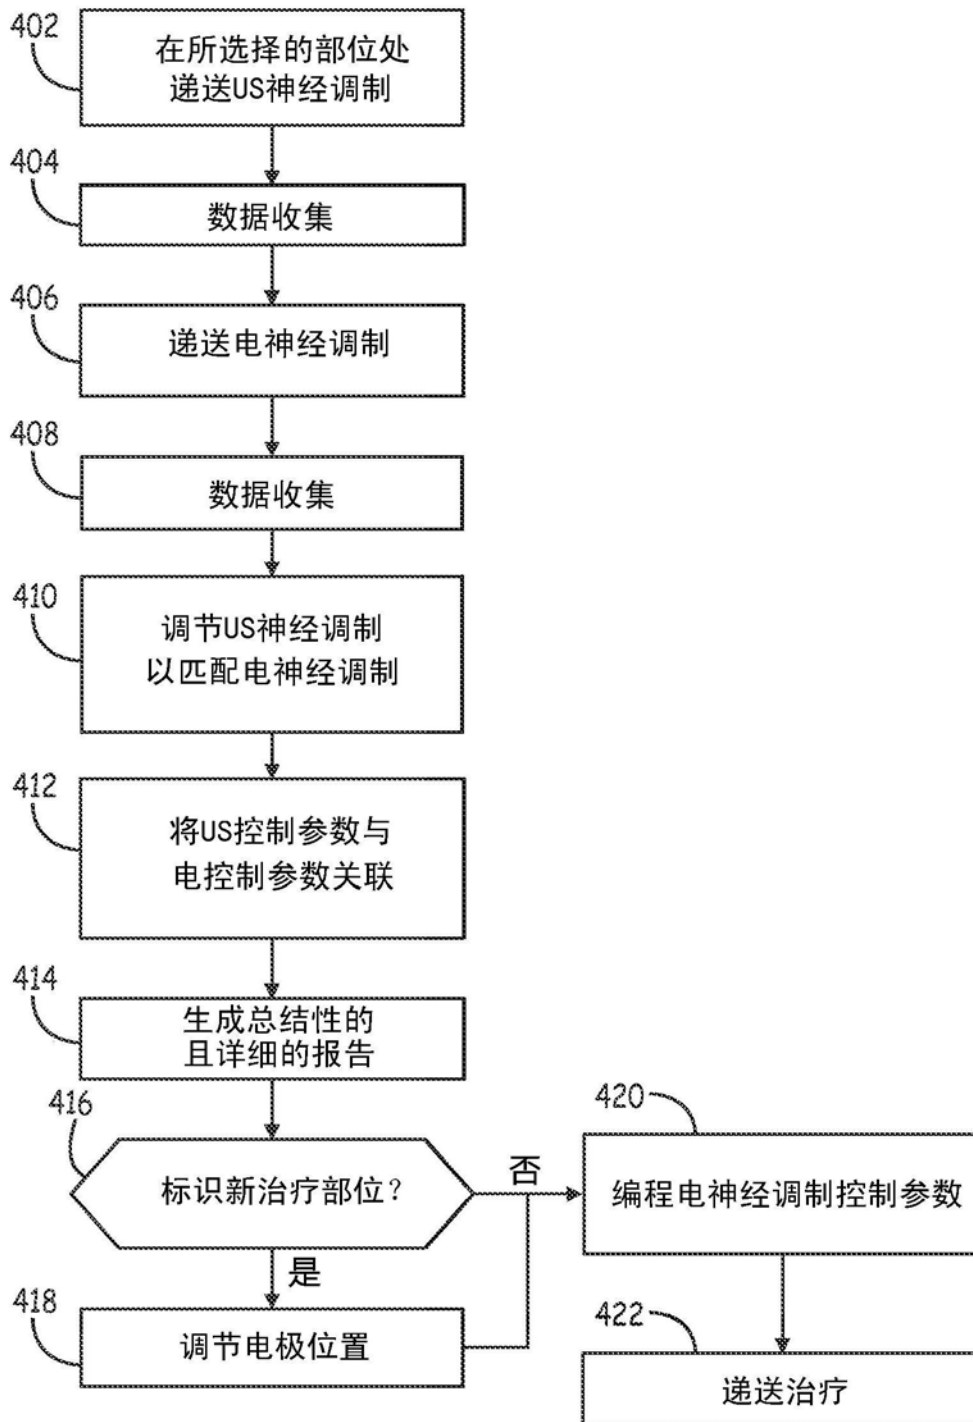 402
在所选择的部位处
递送US神经调制
404
数据收集
406
递送电神经调制
408
数据收集
410
调节US神经调制
以匹配电神经调制
412
将US控制参数与
电控制参数关联
414
生成总结性的
且详细的报告
416
标识新治疗部位?
否
是
418
调节电极位置
420
编程电神经调制控制参数
422
递送治疗